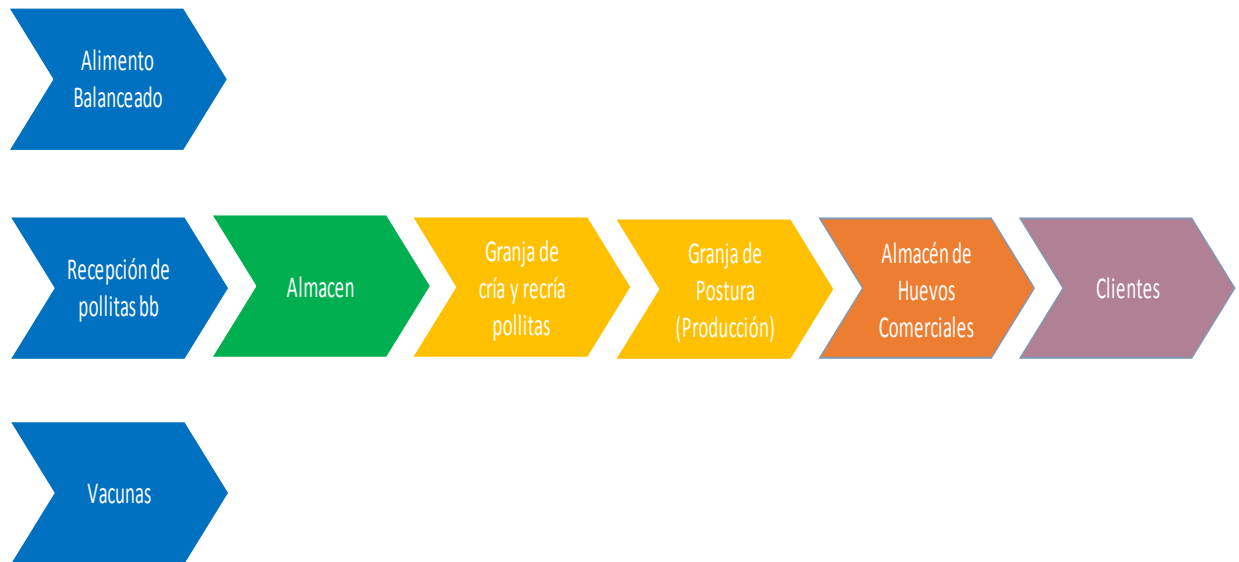 Alimento
Balanceado
Recepción de
pollitas bb
Almacen
Granja de
cría y recría
pollitas
Granja de
Postura
(Producción)
Almacén de
Huevos
Comerciales
Clientes
Vacunas